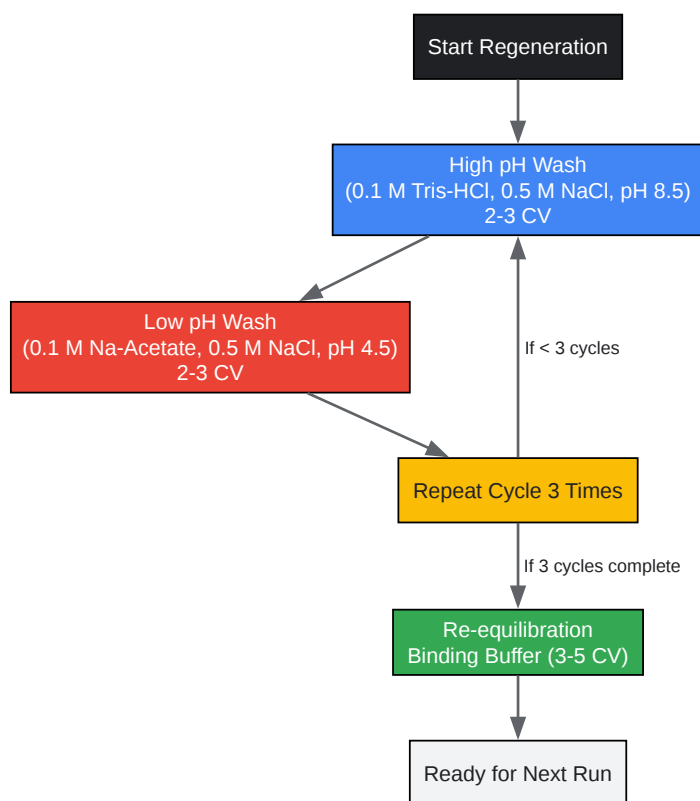 Start Regeneration
High pH Wash
(0.1 M Tris-HCl, 0.5 M NaCl, pH 8.5)
2-3 CV
Low pH Wash
(0.1 M Na-Acetate, 0.5 M NaCl, pH 4.5)
2-3 CV
If < 3 cycles
Repeat Cycle 3 Times
If 3 cycles complete
Re-equilibration
Binding Buffer (3-5 CV)
Ready for Next Run